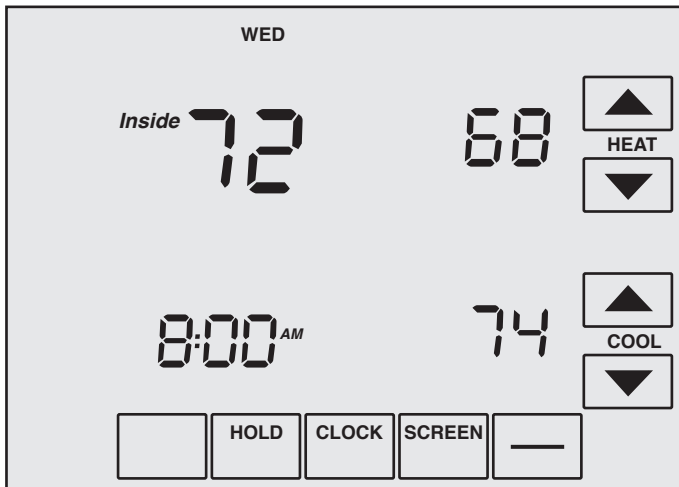 WED
Inside 72
68
HEAT
8:00 AM
74
COOL
HOLD CLOCK SCREEN